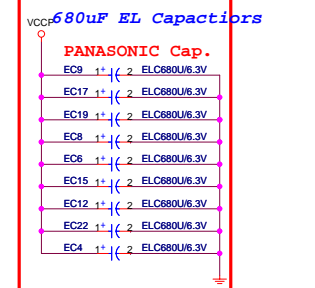 680uF EL Capactiors
VCCP
PANASONIC Cap.
EC9 1 + 2 ELC680U/6.3V
EC17 1 + 2 ELC680U/6.3V
EC19 1 + 2 ELC680U/6.3V
EC8 1 + 2 ELC680U/6.3V
EC6 1 + 2 ELC680U/6.3V
EC15 1 + 2 ELC680U/6.3V
EC12 1 + 2 ELC680U/6.3V
EC22 1 + 2 ELC680U/6.3V
EC4 1 + 2 ELC680U/6.3V